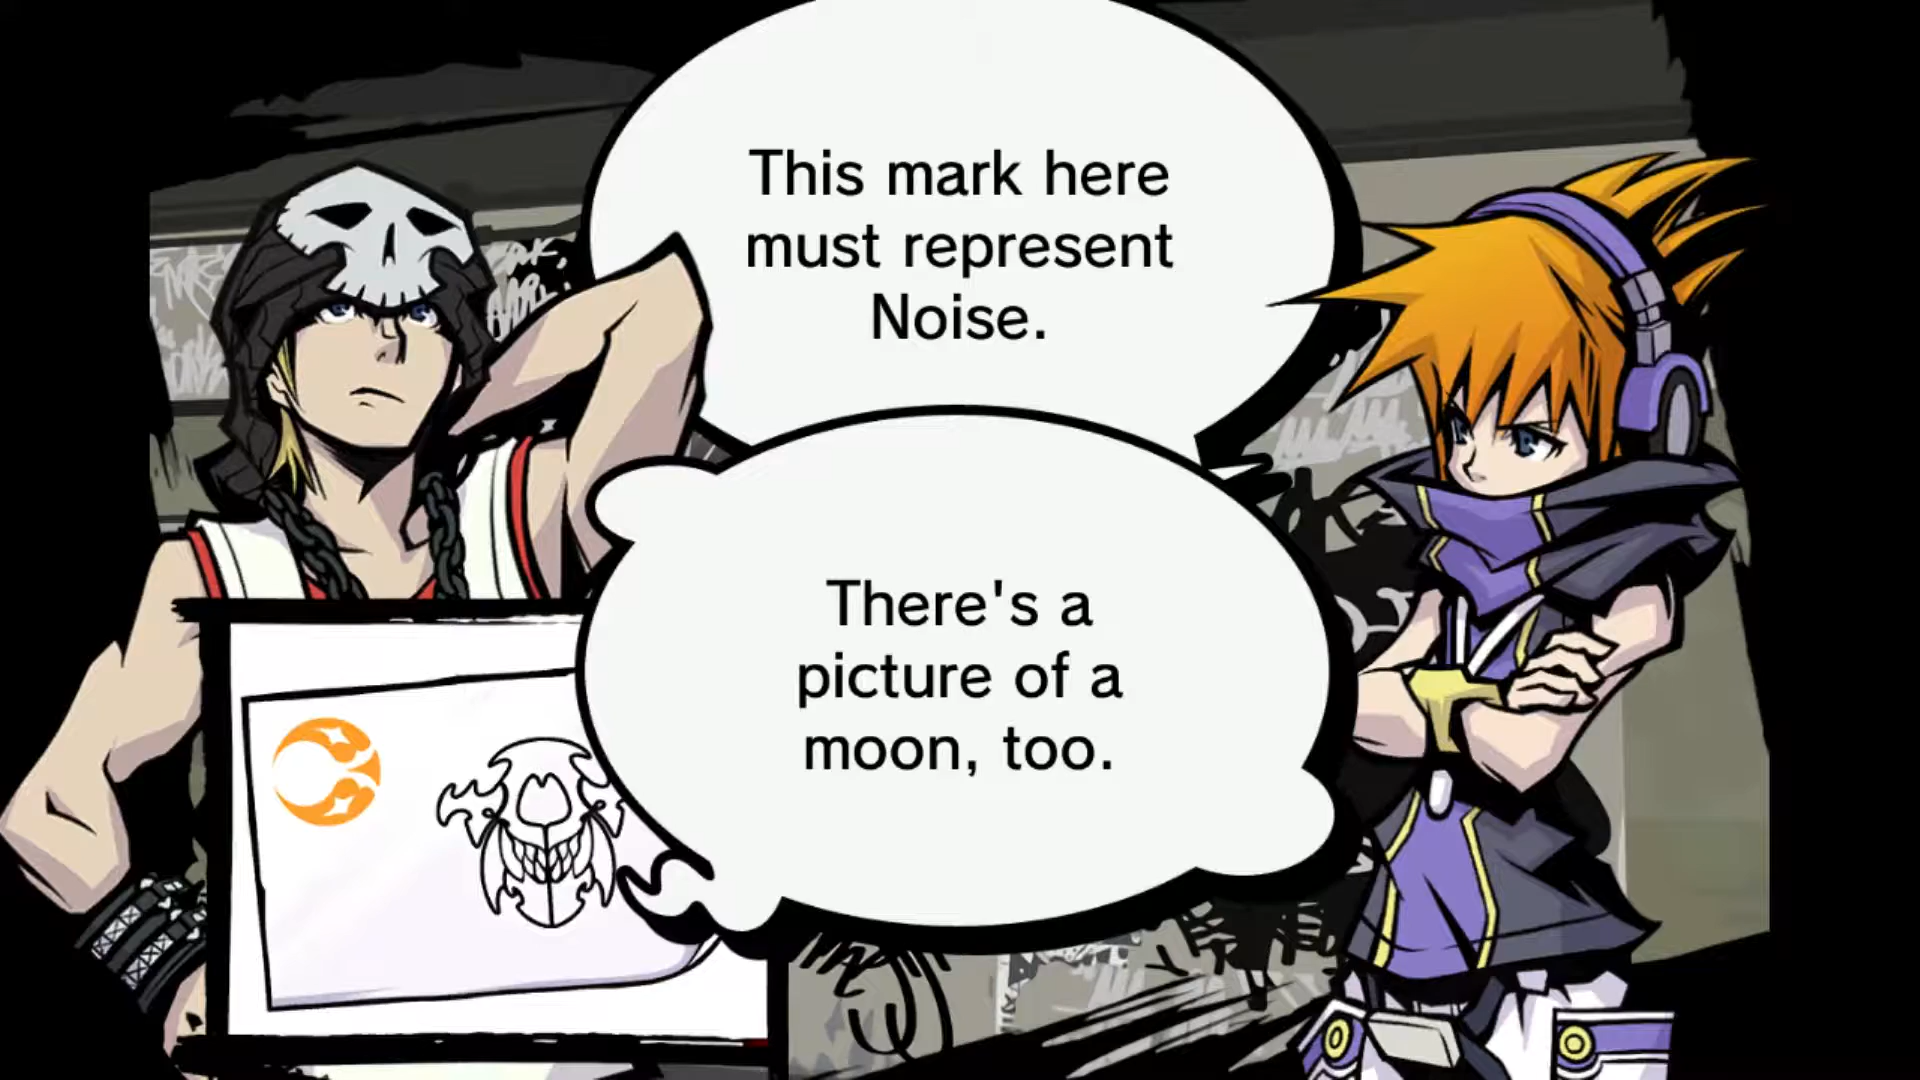 This mark here
must represent
Noise.
There's a
picture of a
moon, too.